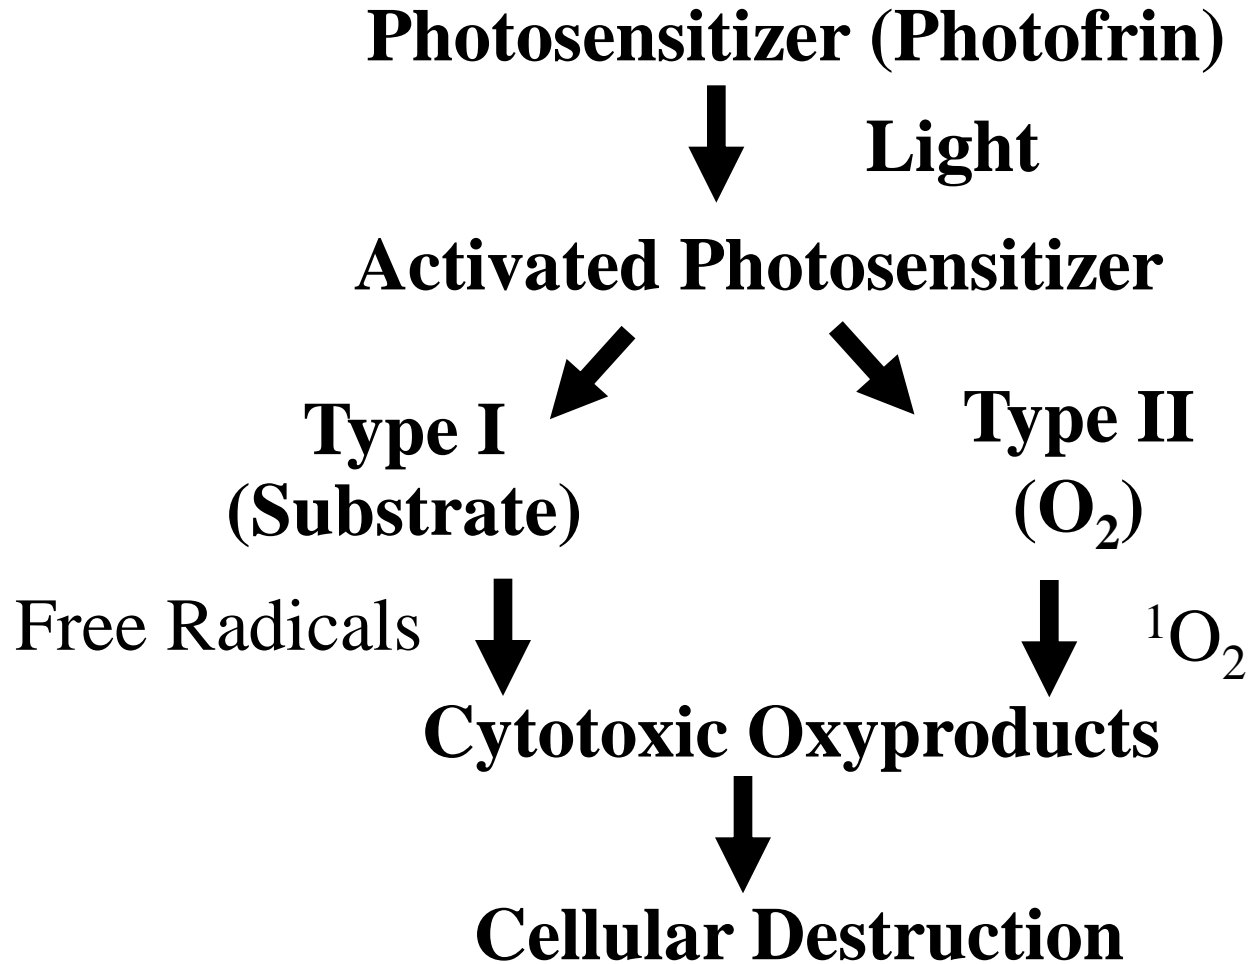 Photosensitizer (Photofrin)
Light
Activated Photosensitizer
Type I
(Substrate)
Type II
(O₂)
Free Radicals
¹O₂
Cytotoxic Oxyproducts
Cellular Destruction